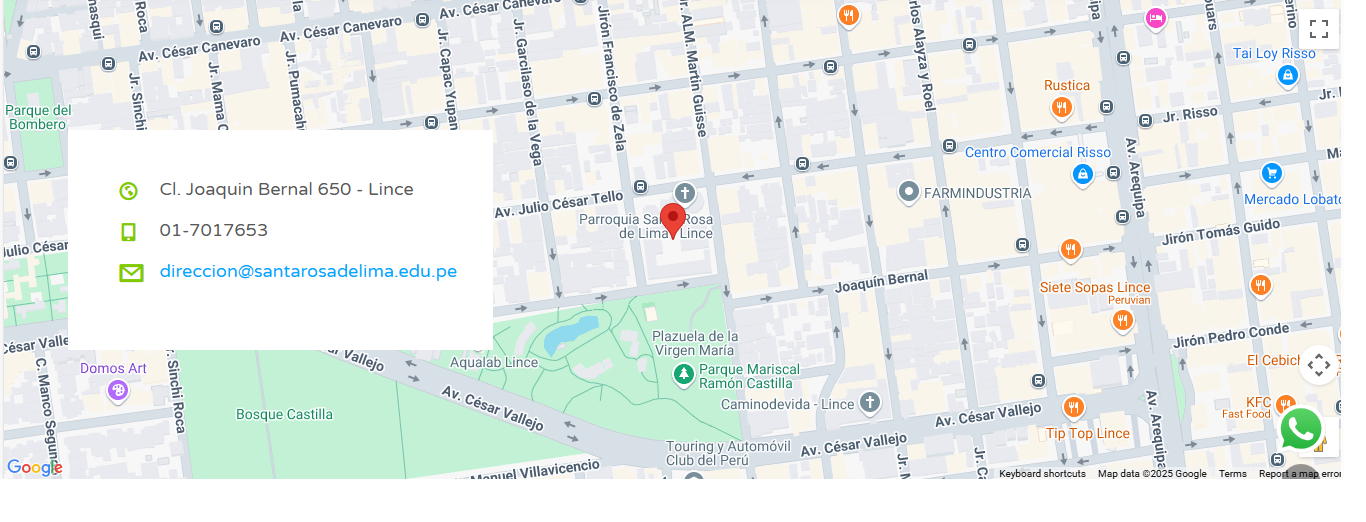 Av. César Canevaro
Av. César Canevaro
Av. César Canevaro
Roca
Jr. Pumacahu
Jr. Capac Yupan
Jr. Garcilaso de la Vega
Jirón Francisco de Zela
Jr. ALM. Martin Guisse
Alayza y Roel
Tai Loy Risso
Rustica
Parque del
Bombero
Jr. Sinchi
Jr. Mama
Jr. Risso
Av. Arequipa
Centro Comercial Risso
Cl. Joaquin Bernal 650 - Lince
01-7017653
direccion@santarosadelima.edu.pe
FARMINDUSTRIA
Mercado Lobato
Av. Julio César Tello
Parroquia Santa Rosa
de Lima - Lince
Jirón Tomás Guido
Julio César
Joaquín Bernal
Siete Sopas Lince
Peruvian
Plazuela de la
Virgen María
Jirón Pedro Conde
César Vallejo
Vallejo
Aqualab Lince
El Cebich
Domos Art
Parque Mariscal
Ramón Castilla
C. Manco Segundo
Sinchi Roca
Av. César Vallejo
Caminodevida - Lince
KFC
Fast Food
Bosque Castilla
Av. César Vallejo
Av. Arequipa
Tip Top Lince
Av. César Vallejo
Touring y Automóvil
Club del Perú
Google
Manuel Villavicencio
Keyboard shortcuts
Map data ©2025 Google
Terms
Report a map error